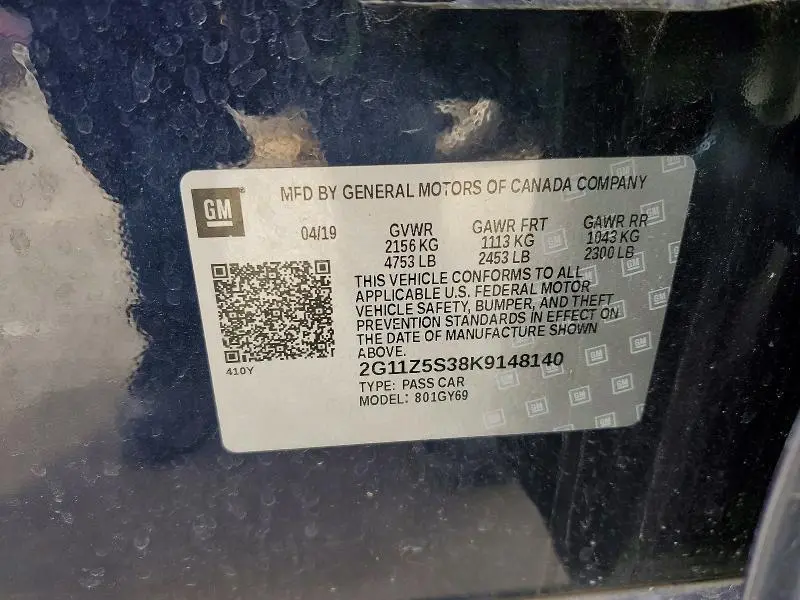 GM
MFD BY GENERAL MOTORS OF CANADA COMPANY
04/19 GVWR GAWR FRT GAWR RR
2156 KG 1113 KG 1043 KG
4753 LB 2453 LB 2300 LB
THIS VEHICLE CONFORMS TO ALL
APPLICABLE U.S. FEDERAL MOTOR
VEHICLE SAFETY, BUMPER, AND THEFT
PREVENTION STANDARDS IN EFFECT ON
THE DATE OF MANUFACTURE SHOWN
ABOVE.
410Y
2G11Z5S38K9148140
TYPE: PASS CAR
MODEL: 801GY69